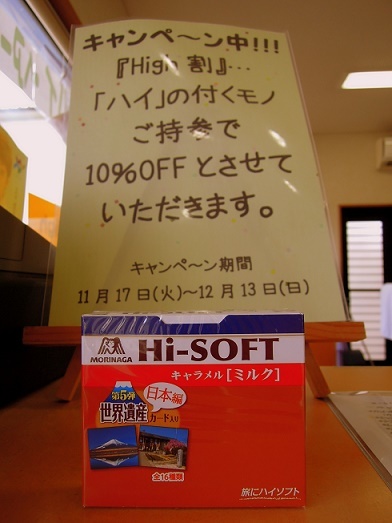 キャンペ〜ン中!!!
『High 割』…
「ハイ」の付くモノ
ご持参で
10%OFFとさせて
いただきます。
キャンペ〜ン期間
11月17日(火)〜12月13日(日)
MORINAGA
Hi-SOFT
キャラメル[ミルク]
第5弾
日本編
世界遺産
カード入り
全16種類
旅にハイソフト